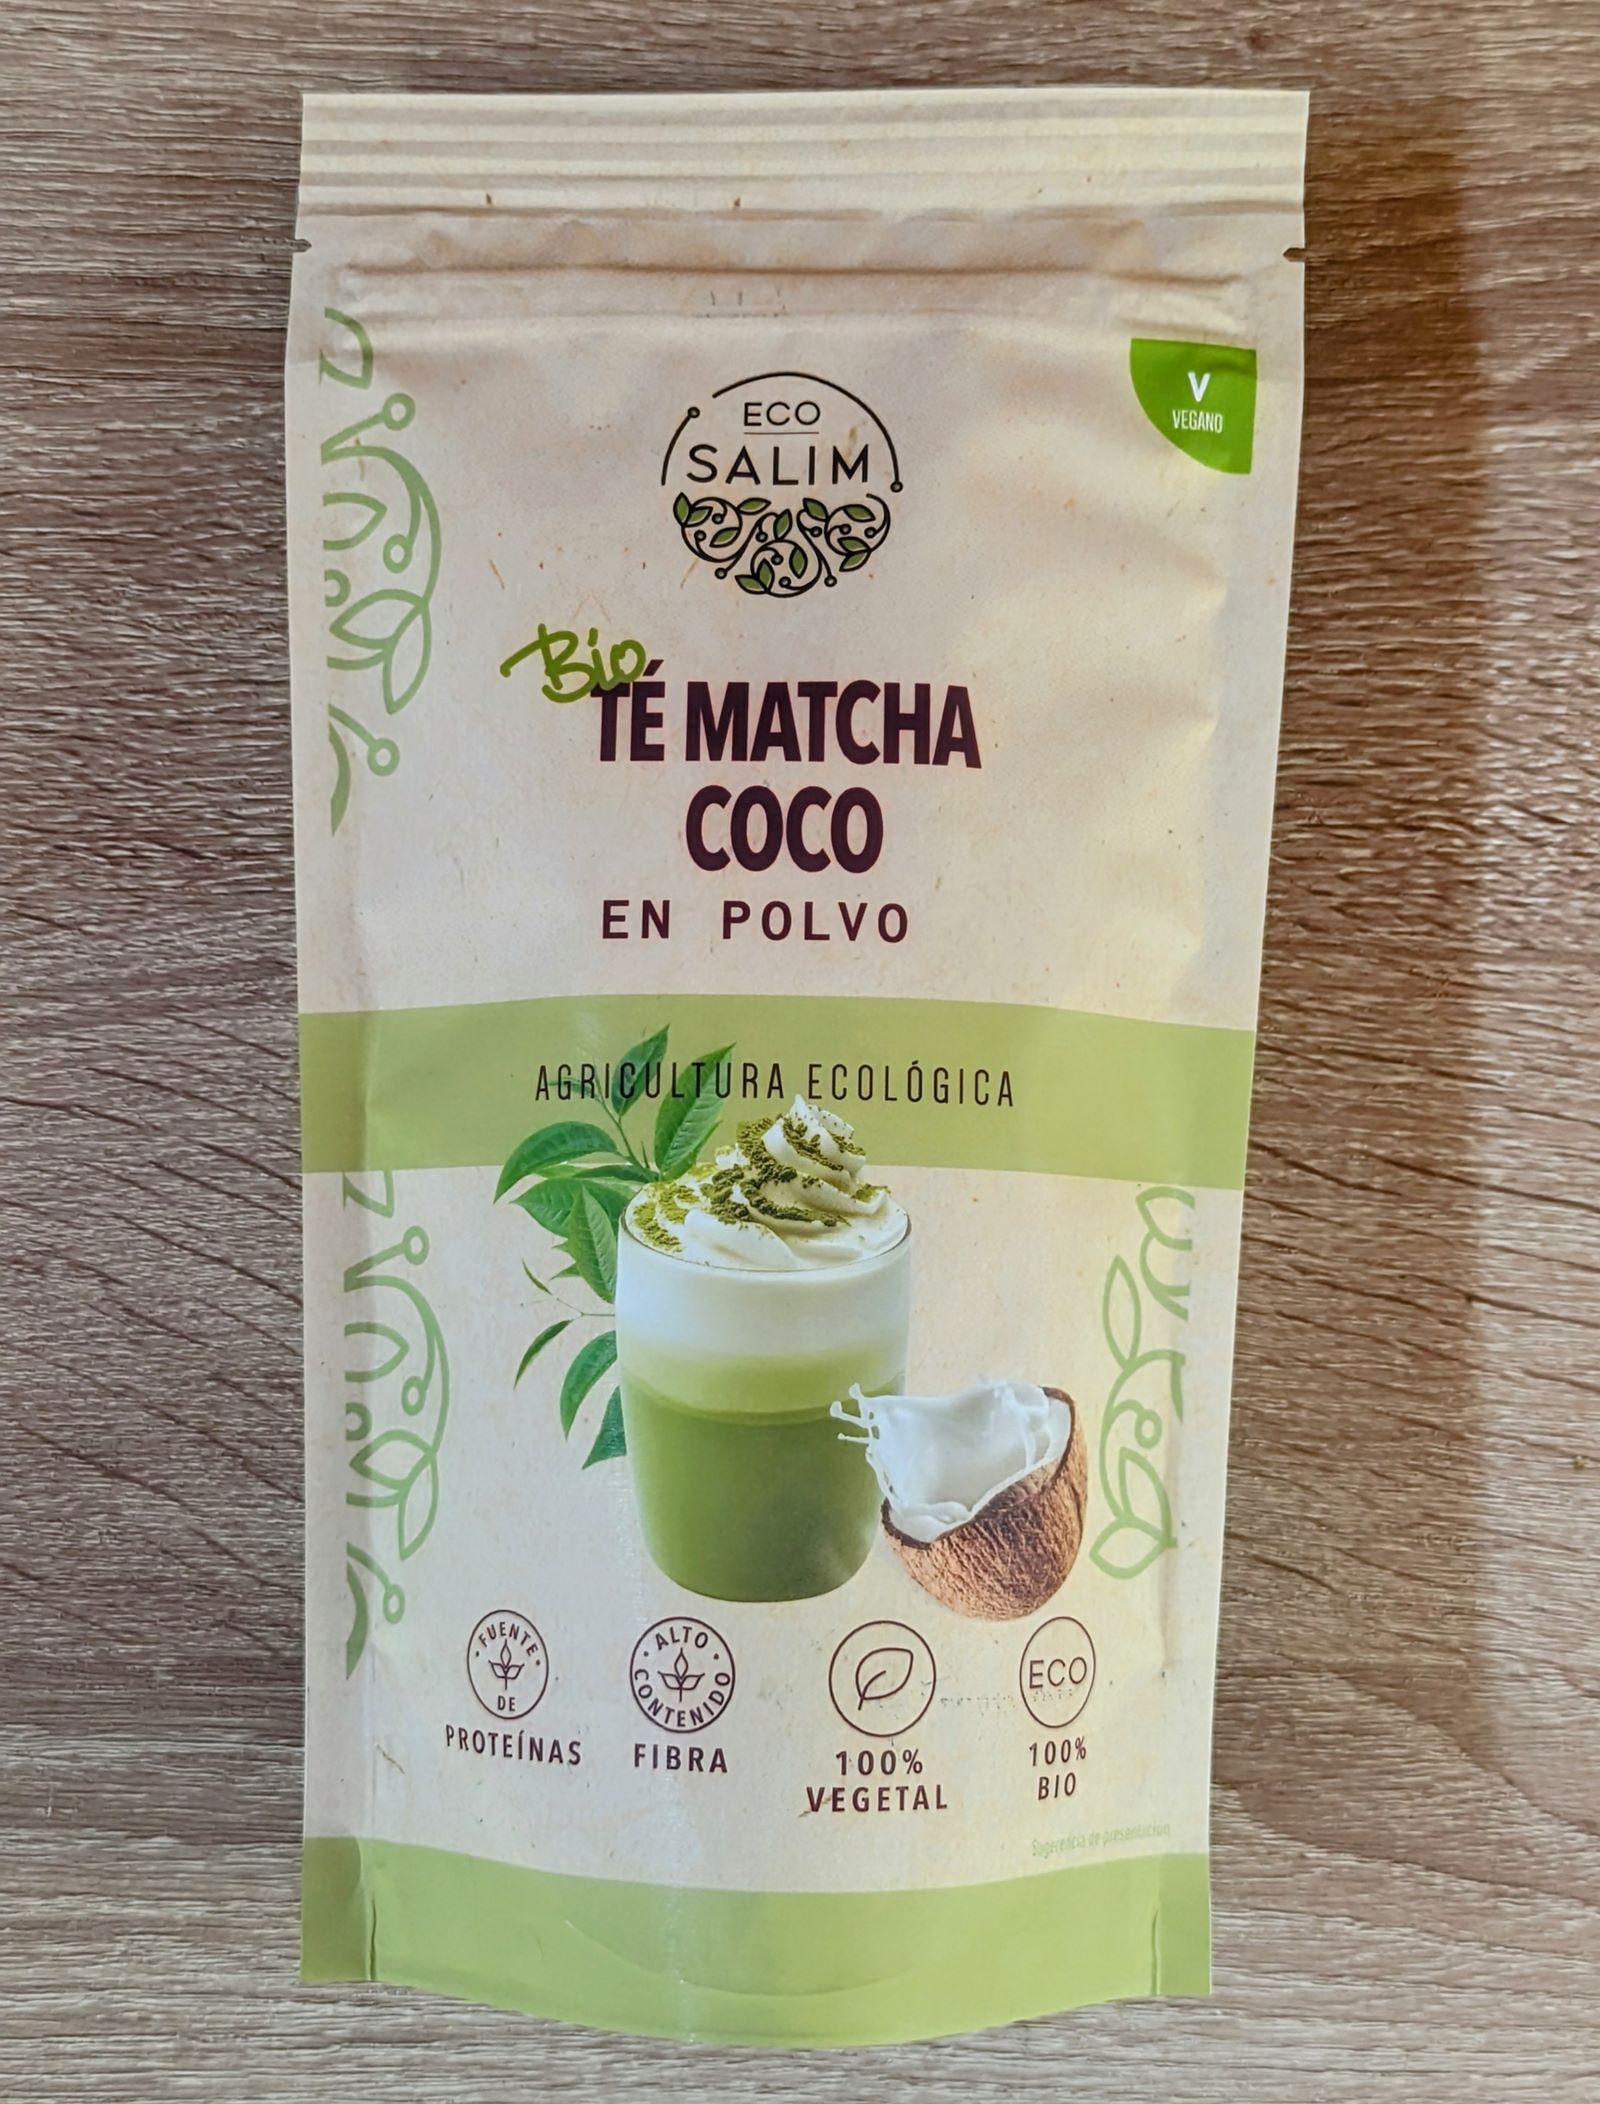 ECO
SALIM
V
VEGANO
Bio
TÉ MATCHA
COCO
EN POLVO
AGRICULTURA ECOLÓGICA
FUENTE
DE
PROTEÍNAS
ALTO
CONTENIDO
FIBRA
100%
VEGETAL
ECO
100%
BIO
Sugerencia de presentación